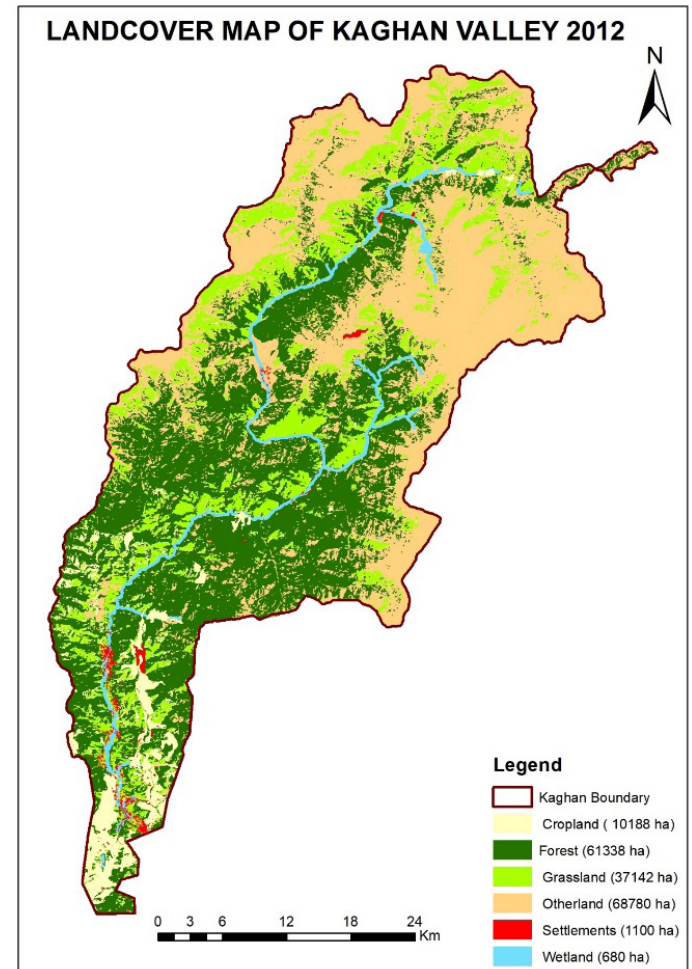 LANDCOVER MAP OF KAGHAN VALLEY 2012
N
Legend
Kaghan Boundary
Cropland ( 10188 ha)
Forest (61338 ha)
Grassland (37142 ha)
Otherland (68780 ha)
Settlements (1100 ha)
Wetland (680 ha)
0 3 6 12 18 24
Km